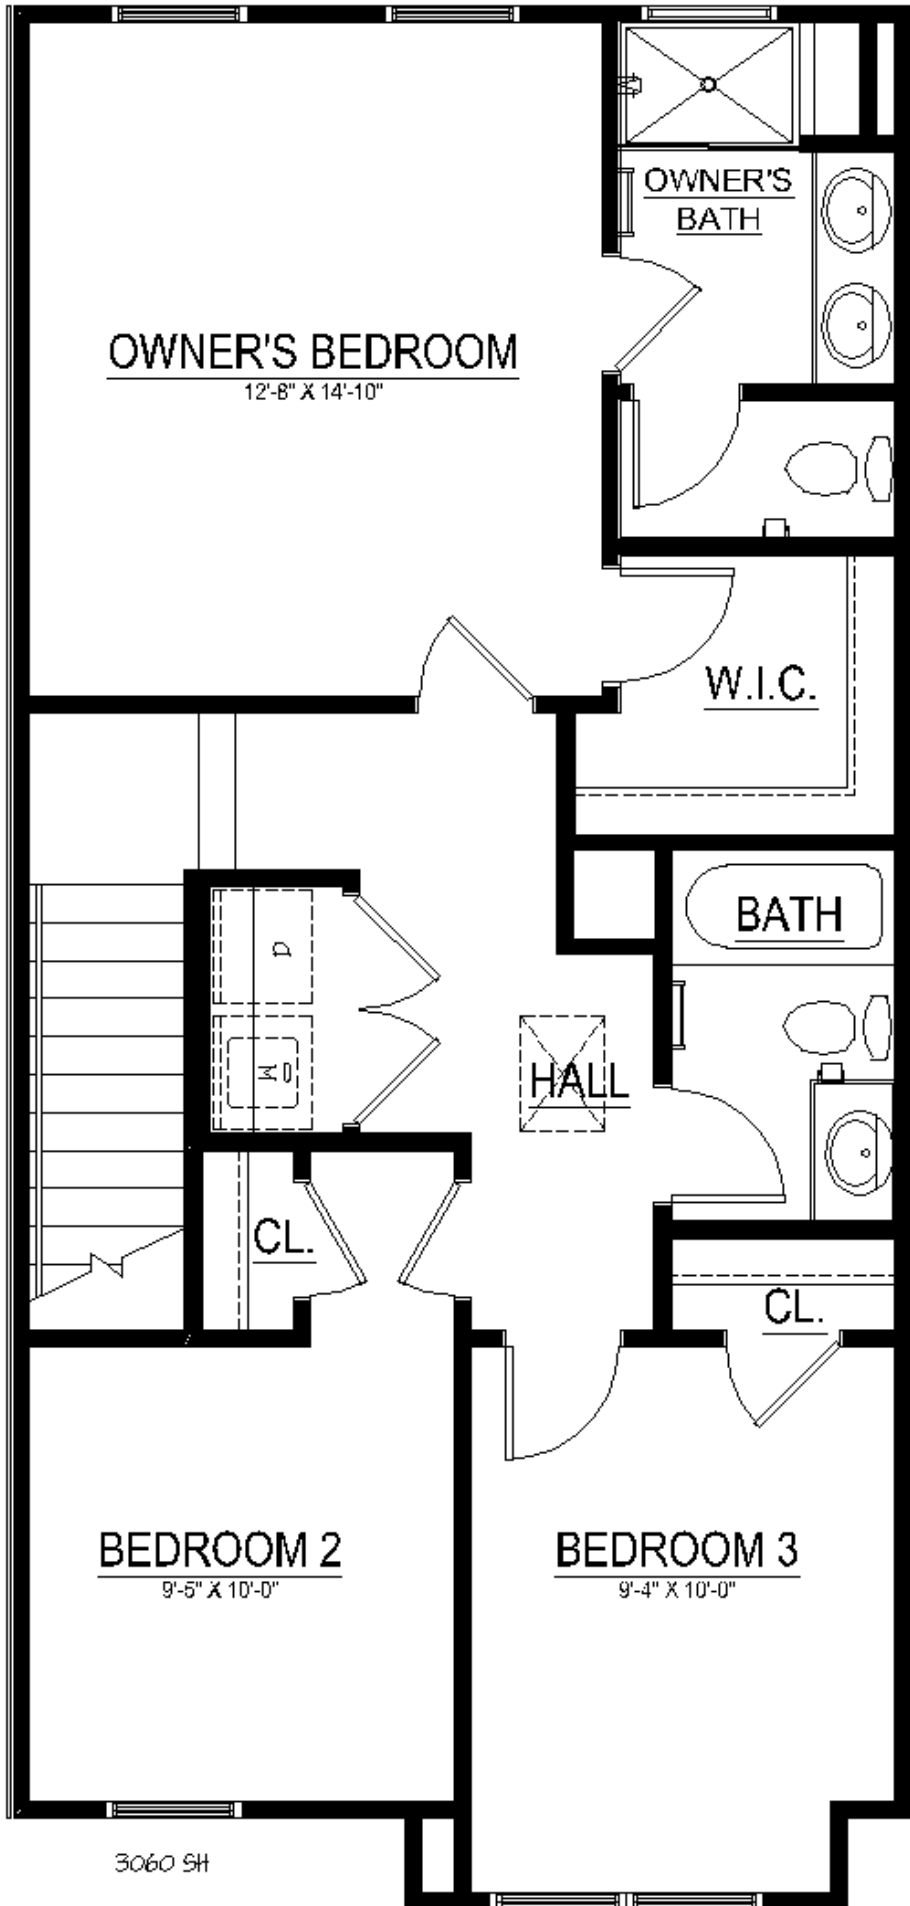 OWNER'S
BATH
OWNER'S BEDROOM
12'-8" X 14'-10"
W.I.C.
BATH
d
HALL
W
CL.
CL.
BEDROOM 2
9'-5" X 10'-0"
BEDROOM 3
9'-4" X 10'-0"
3060 SH